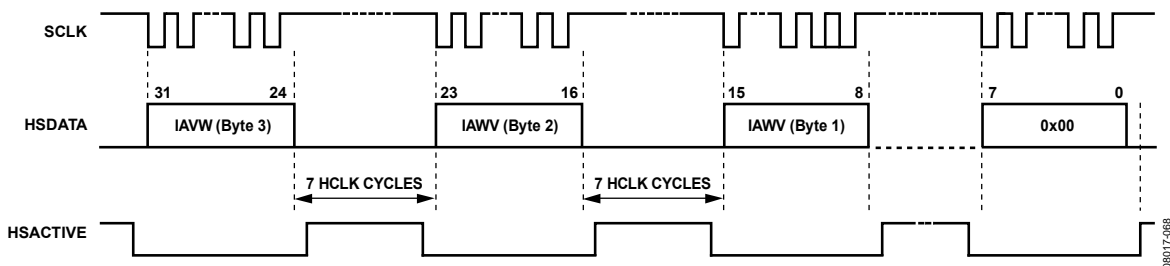 SCLK
31 24 23 16 15 8 7 0
HSDATA IAVW (Byte 3) IAWV (Byte 2) IAWV (Byte 1) 0x00
7 HCLK CYCLES 7 HCLK CYCLES
HSACTIVE
08017-068